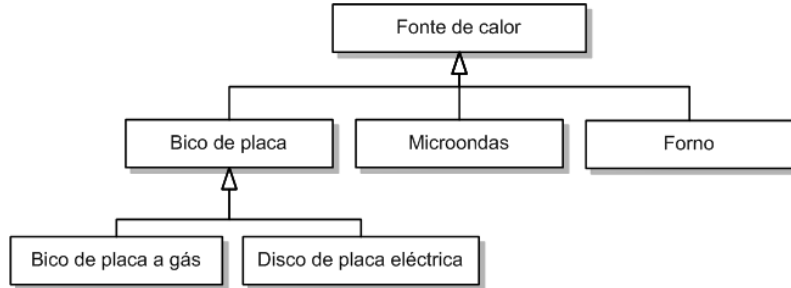 Fonte de calor
Bico de placa
Microondas
Forno
Bico de placa a gás
Disco de placa eléctrica